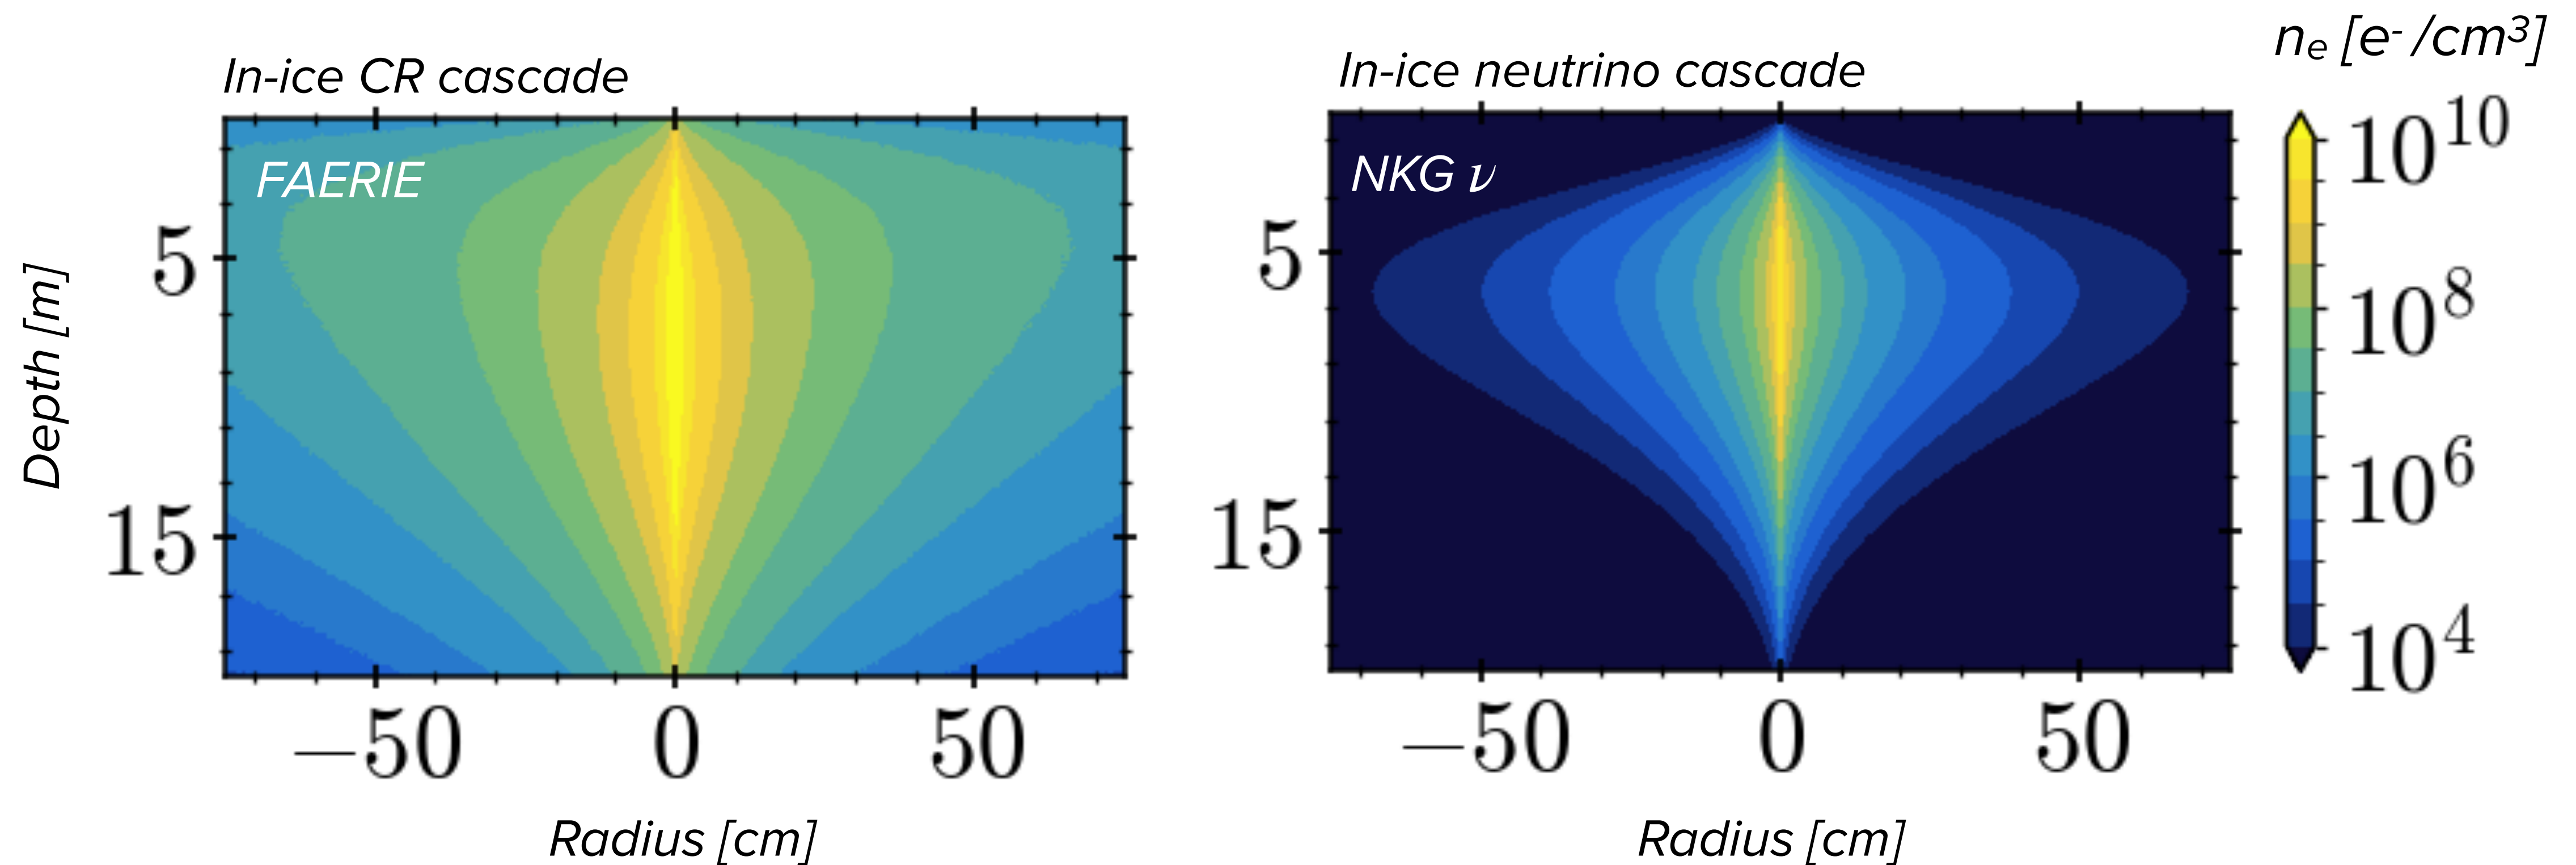 In-ice CR cascade
FAERIE
Depth [m]
5
15
−50 0 50
Radius [cm]
In-ice neutrino cascade
NKG ν
5
15
−50 0 50
Radius [cm]
nₑ [e⁻/cm³]
10¹⁰
10⁸
10⁶
10⁴